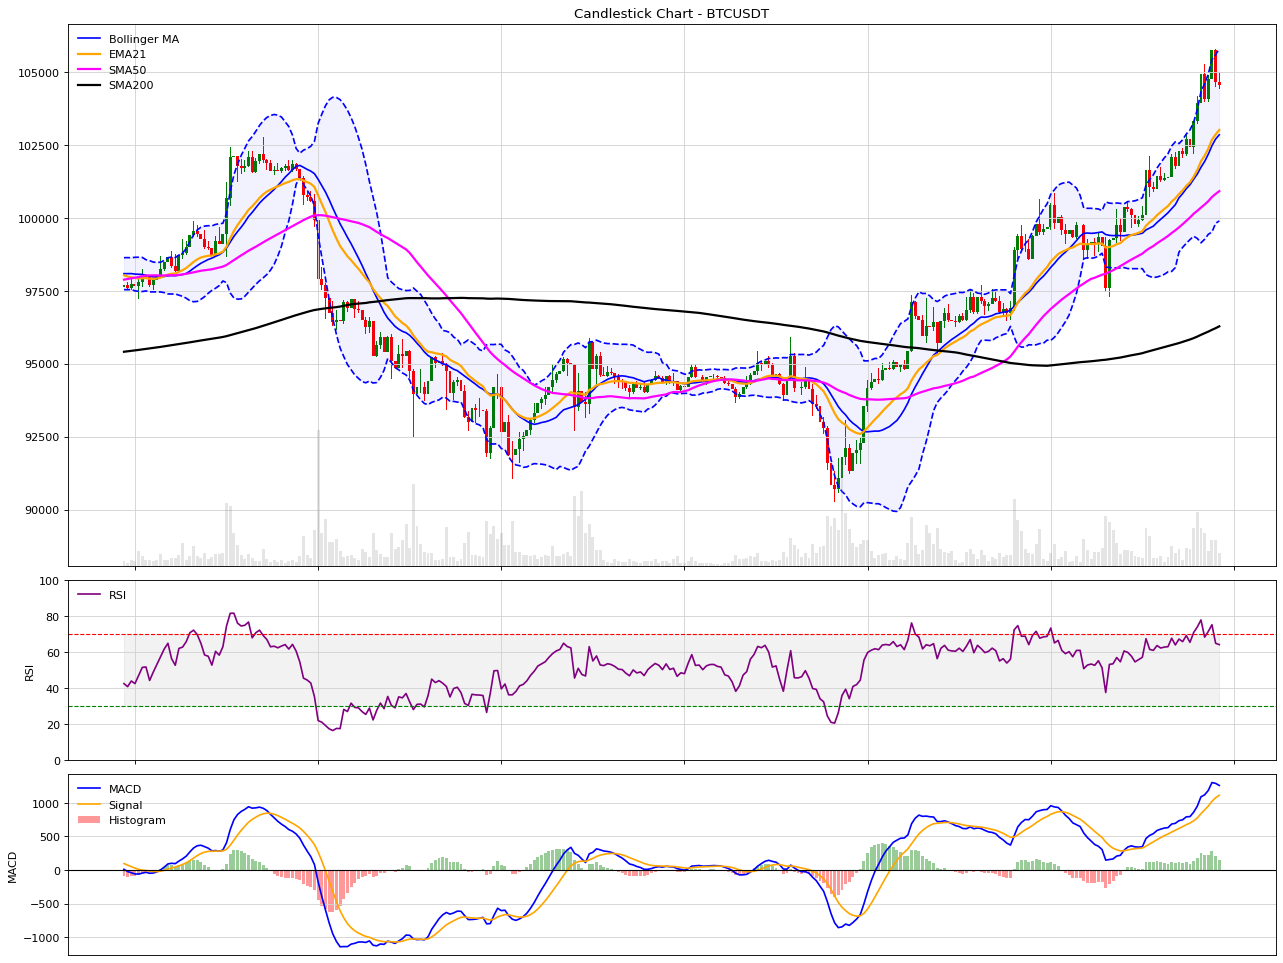 Candlestick Chart - BTCUSDT
Bollinger MA
EMA21
SMA50
SMA200
105000
102500
100000
97500
95000
92500
90000
RSI
100
80
60
40
20
0
RSI
MACD
Signal
Histogram
1000
500
0
−500
−1000
MACD